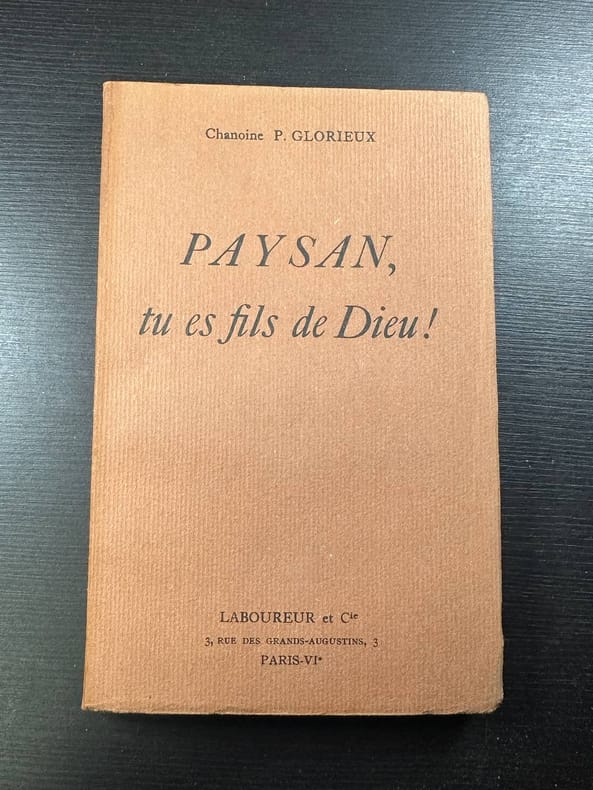 Chanoine P. GLORIEUX
PAYSAN,
tu es fils de Dieu!
LABOUREUR et Cie
3, RUE DES GRANDS-AUGUSTINS, 3
PARIS-VIe